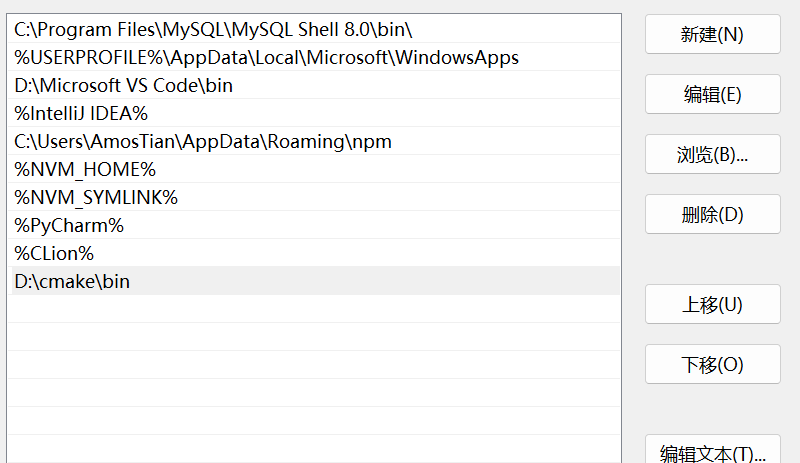 C:\Program Files\MySQL\MySQL Shell 8.0\bin\
%USERPROFILE%\AppData\Local\Microsoft\WindowsApps
D:\Microsoft VS Code\bin
%IntelliJ IDEA%
C:\Users\AmosTian\AppData\Roaming\npm
%NVM_HOME%
%NVM_SYMLINK%
%PyCharm%
%CLion%
D:\cmake\bin
新建(N)
编辑(E)
浏览(B)...
删除(D)
上移(U)
下移(O)
编辑文本(T)...